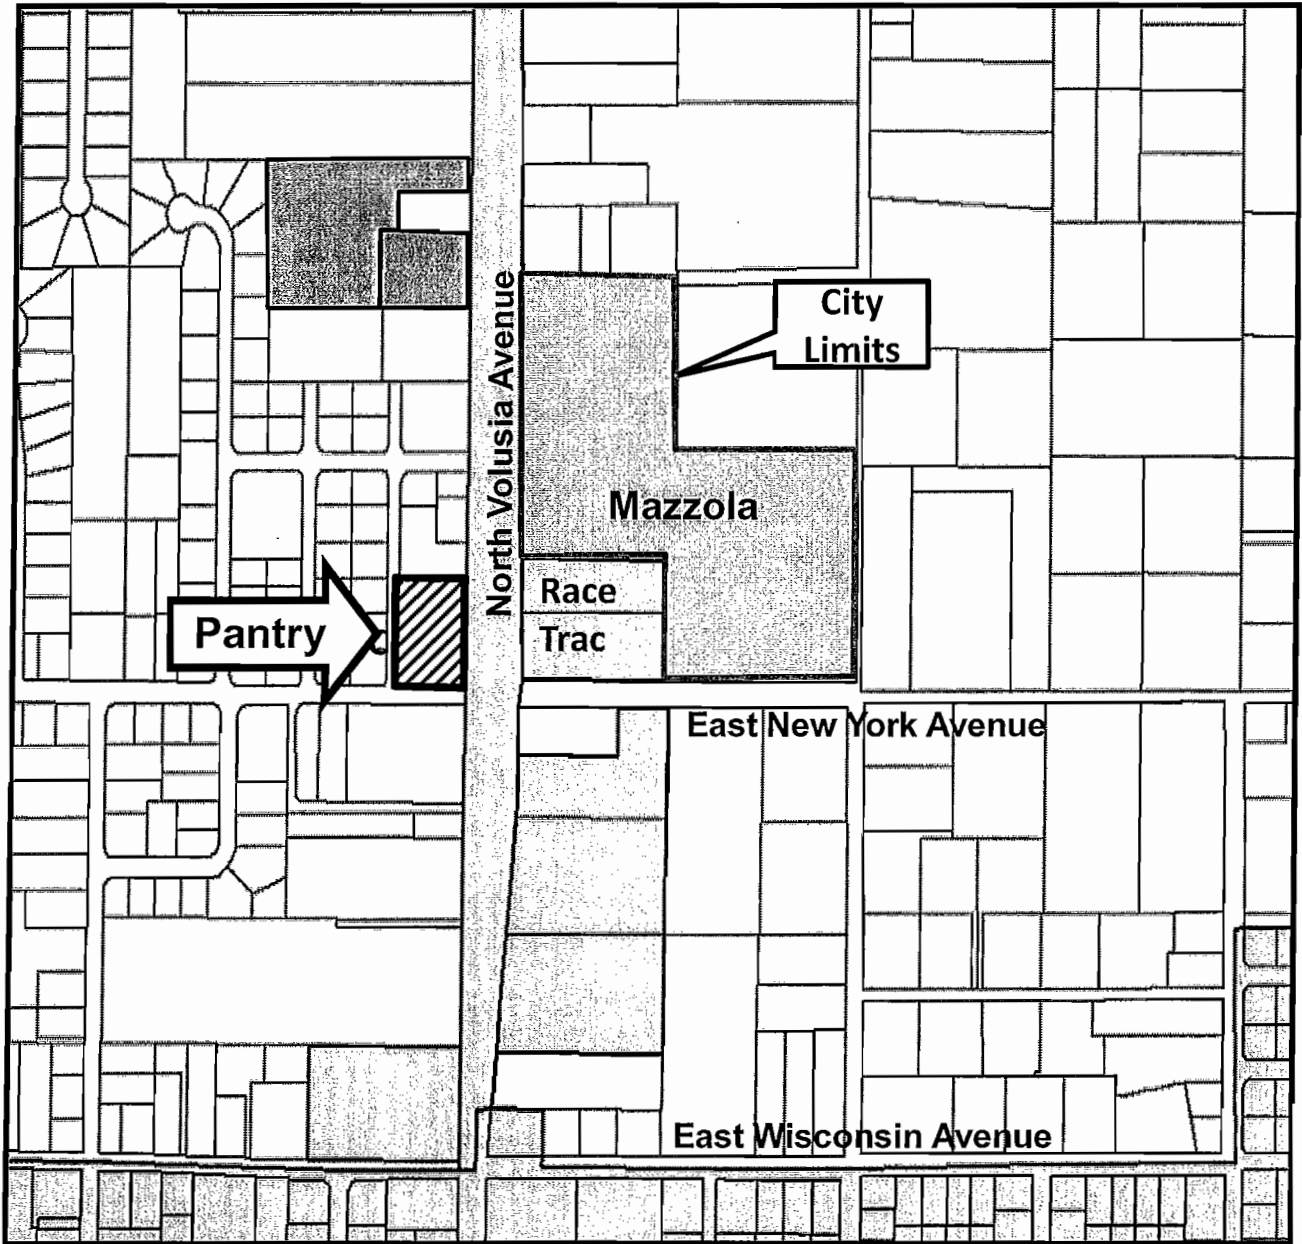 City
Limits
North Volusia Avenue
Mazzola
Race
Trac
Pantry
East New York Avenue
East Wisconsin Avenue